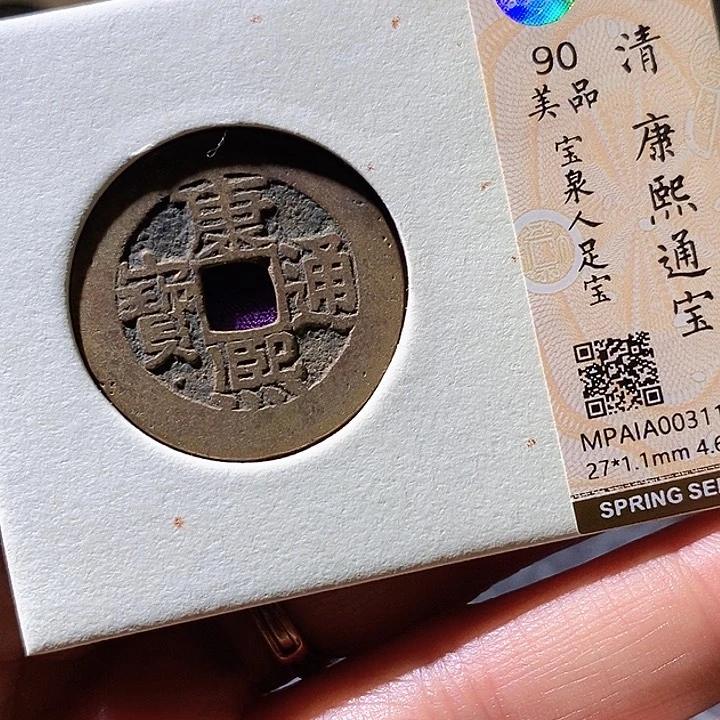 康熙通寶
清 康熙通宝
90
美品
宝泉人足宝
MPAIA00311
27*1.1mm 4.6
SPRING SE